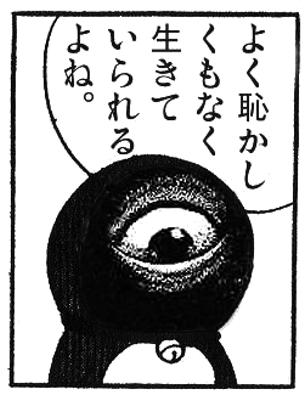 よく恥かし
くもなく
生きて
いられる
よね。